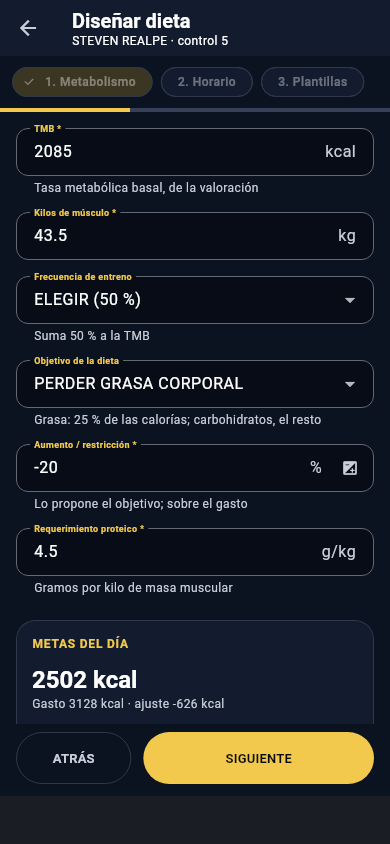 Diseñar dieta
STEVEN REALPE · control 5
1. Metabolismo
2. Horario
3. Plantillas
TMB *
2085 kcal
Tasa metabólica basal, de la valoración
Kilos de músculo *
43.5 kg
Frecuencia de entreno
ELEGIR (50 %)
Suma 50 % a la TMB
Objetivo de la dieta
PERDER GRASA CORPORAL
Grasa: 25 % de las calorías; carbohidratos, el resto
Aumento / restricción *
-20 %
Lo propone el objetivo; sobre el gasto
Requerimiento proteico *
4.5 g/kg
Gramos por kilo de masa muscular
METAS DEL DÍA
2502 kcal
Gasto 3128 kcal · ajuste -626 kcal
ATRÁS
SIGUIENTE